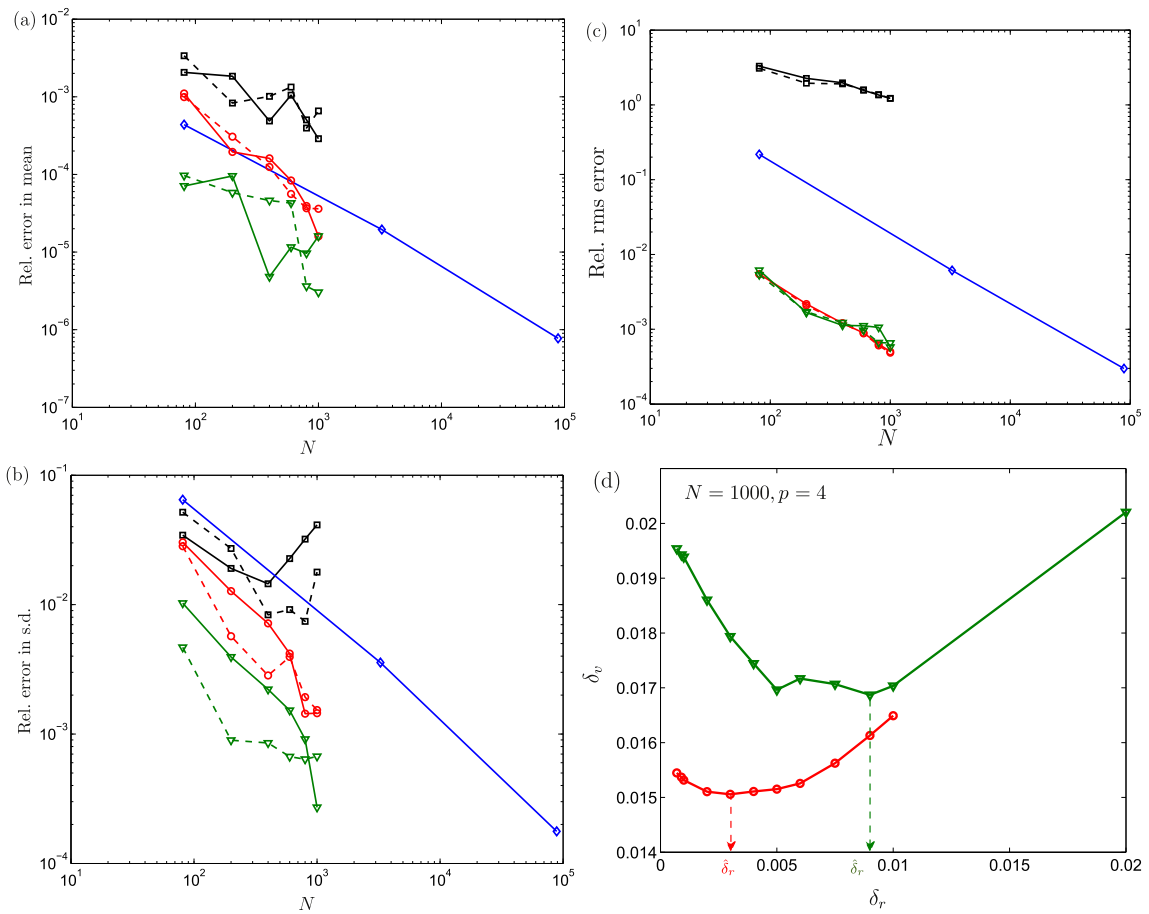 (a)
10^-2
10^-3
10^-4
10^-5
10^-6
10^-7
Rel. error in mean
10^1
10^2
10^3
10^4
10^5
N
(c)
10^1
10^0
10^-1
10^-2
10^-3
10^-4
Rel. rms error
10^1
10^2
10^3
10^4
10^5
N
(b)
10^-1
10^-2
10^-3
10^-4
Rel. error in s.d.
10^1
10^2
10^3
10^4
10^5
N
(d)
N = 1000, p = 4
0.02
0.019
0.018
0.017
0.016
0.015
0.014
δ_v
0
0.005
0.01
0.015
0.02
δ̂_r
δ̂_r
δ_r